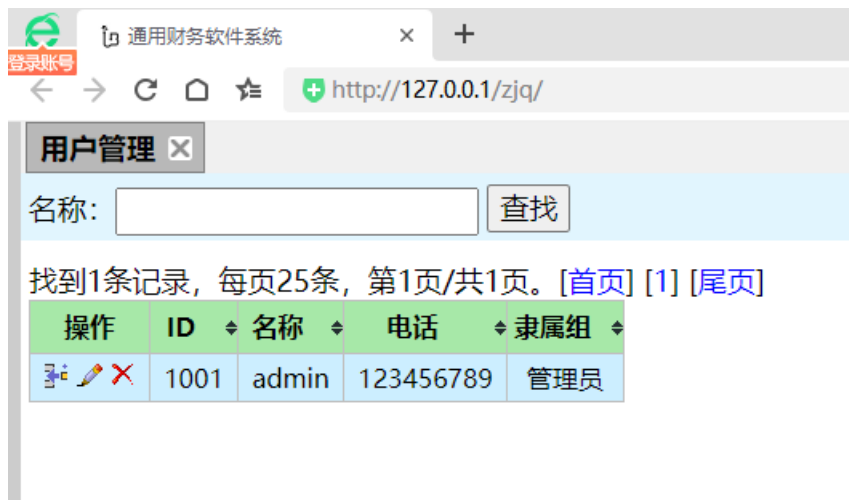 通用财务软件系统
登录账号
http://127.0.0.1/zjq/
用户管理
名称: 查找
找到1条记录，每页25条，第1页/共1页。[首页] [1] [尾页]
操作 ID 名称 电话 隶属组
1001 admin 123456789 管理员